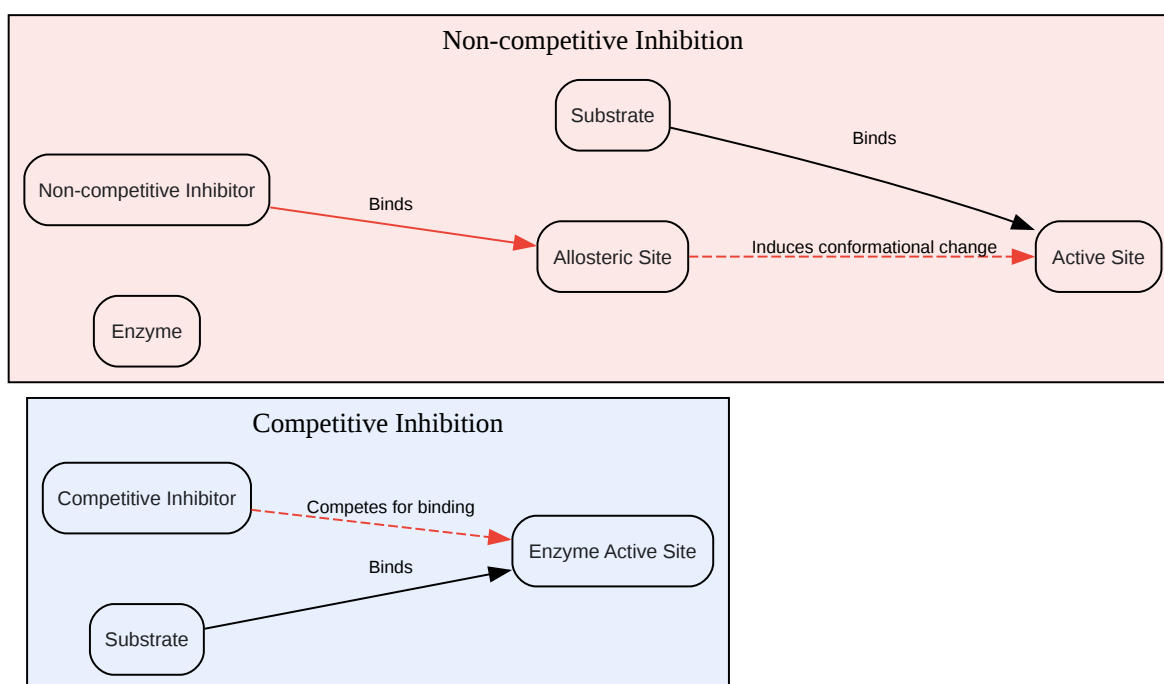 Non-competitive Inhibition
Substrate
Binds
Non-competitive Inhibitor
Binds
Allosteric Site
Induces conformational change
Active Site
Enzyme
Competitive Inhibition
Competitive Inhibitor
Competes for binding
Enzyme Active Site
Binds
Substrate